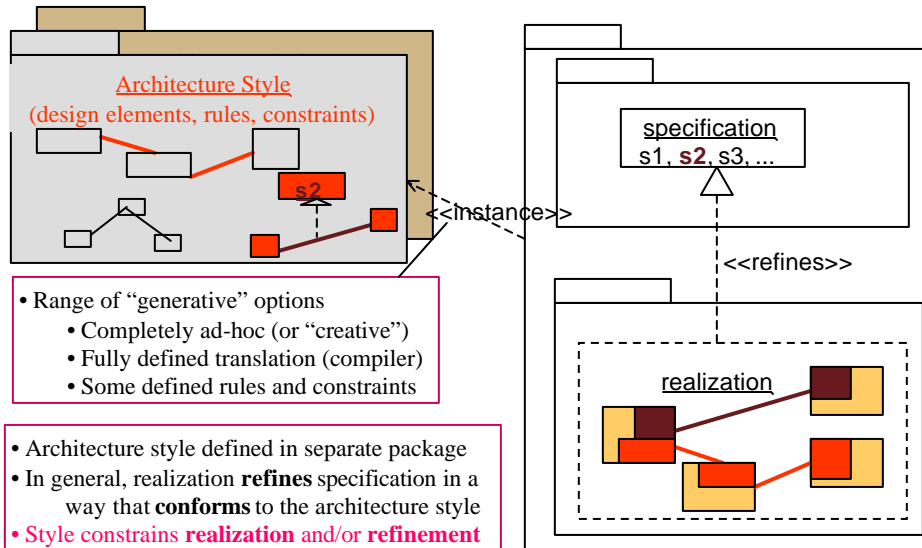 Architecture Style
(design elements, rules, constraints)
s2
<<instance>>
specification
s1, s2, s3, ...
<<refines>>
realization
• Range of “generative” options
• Completely ad-hoc (or “creative”)
• Fully defined translation (compiler)
• Some defined rules and constraints
• Architecture style defined in separate package
• In general, realization refines specification in a
way that conforms to the architecture style
• Style constrains realization and/or refinement